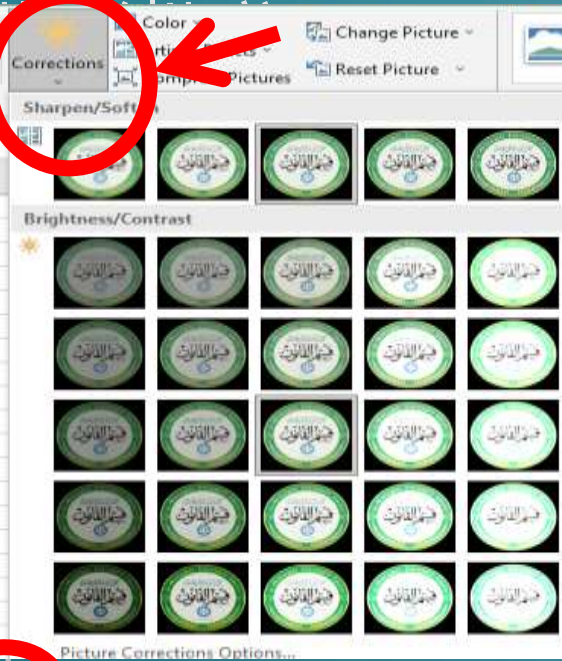 Color
Change Picture
Corrections
Pictures
Reset Picture
Sharpen/Soften
Brightness/Contrast
Picture Corrections Options...